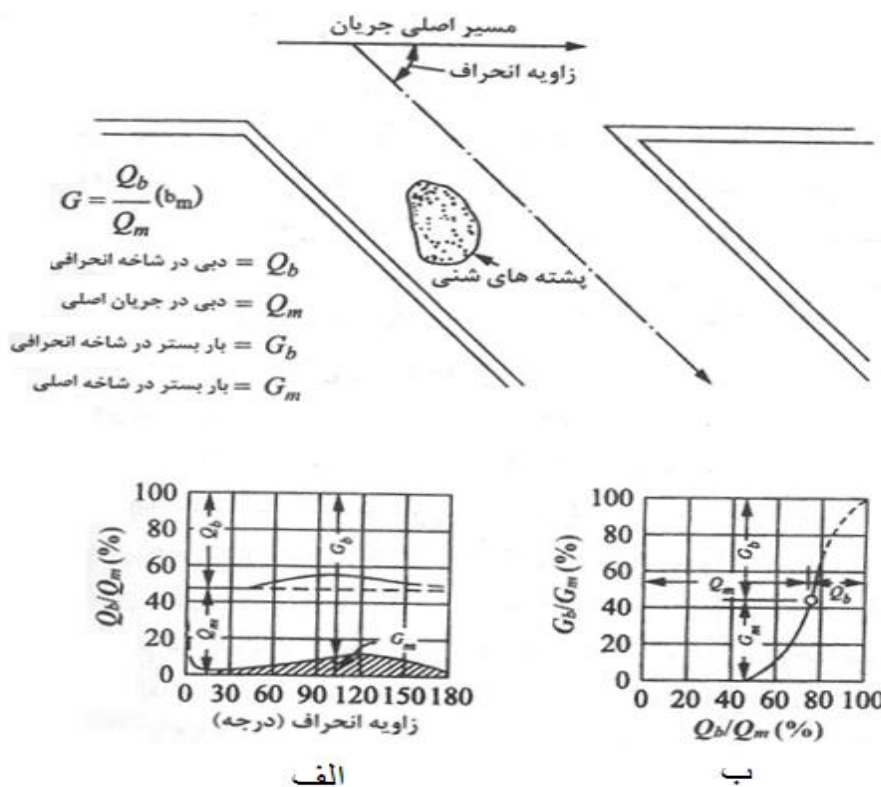 مسیر اصلی جریان
زاویه انحراف
G = Q_b/Q_m (b_m)
Q_b = دبی در شاخه انحرافی
Q_m = دبی در جریان اصلی
G_b = بار بستر در شاخه انحرافی
G_m = بار بستر در شاخه اصلی
پشته های شنی
Q_b/Q_m (%)
100
80
60
40
20
0
Q_b
Q_m
G_b
G_m
0 30 60 90 120 150 180
زاویه انحراف (درجه)
الف
G_b/G_m (%)
100
80
60
40
20
0
G_b
Q_m
Q_b
G_m
0 20 40 60 80 100
Q_b/Q_m (%)
ب